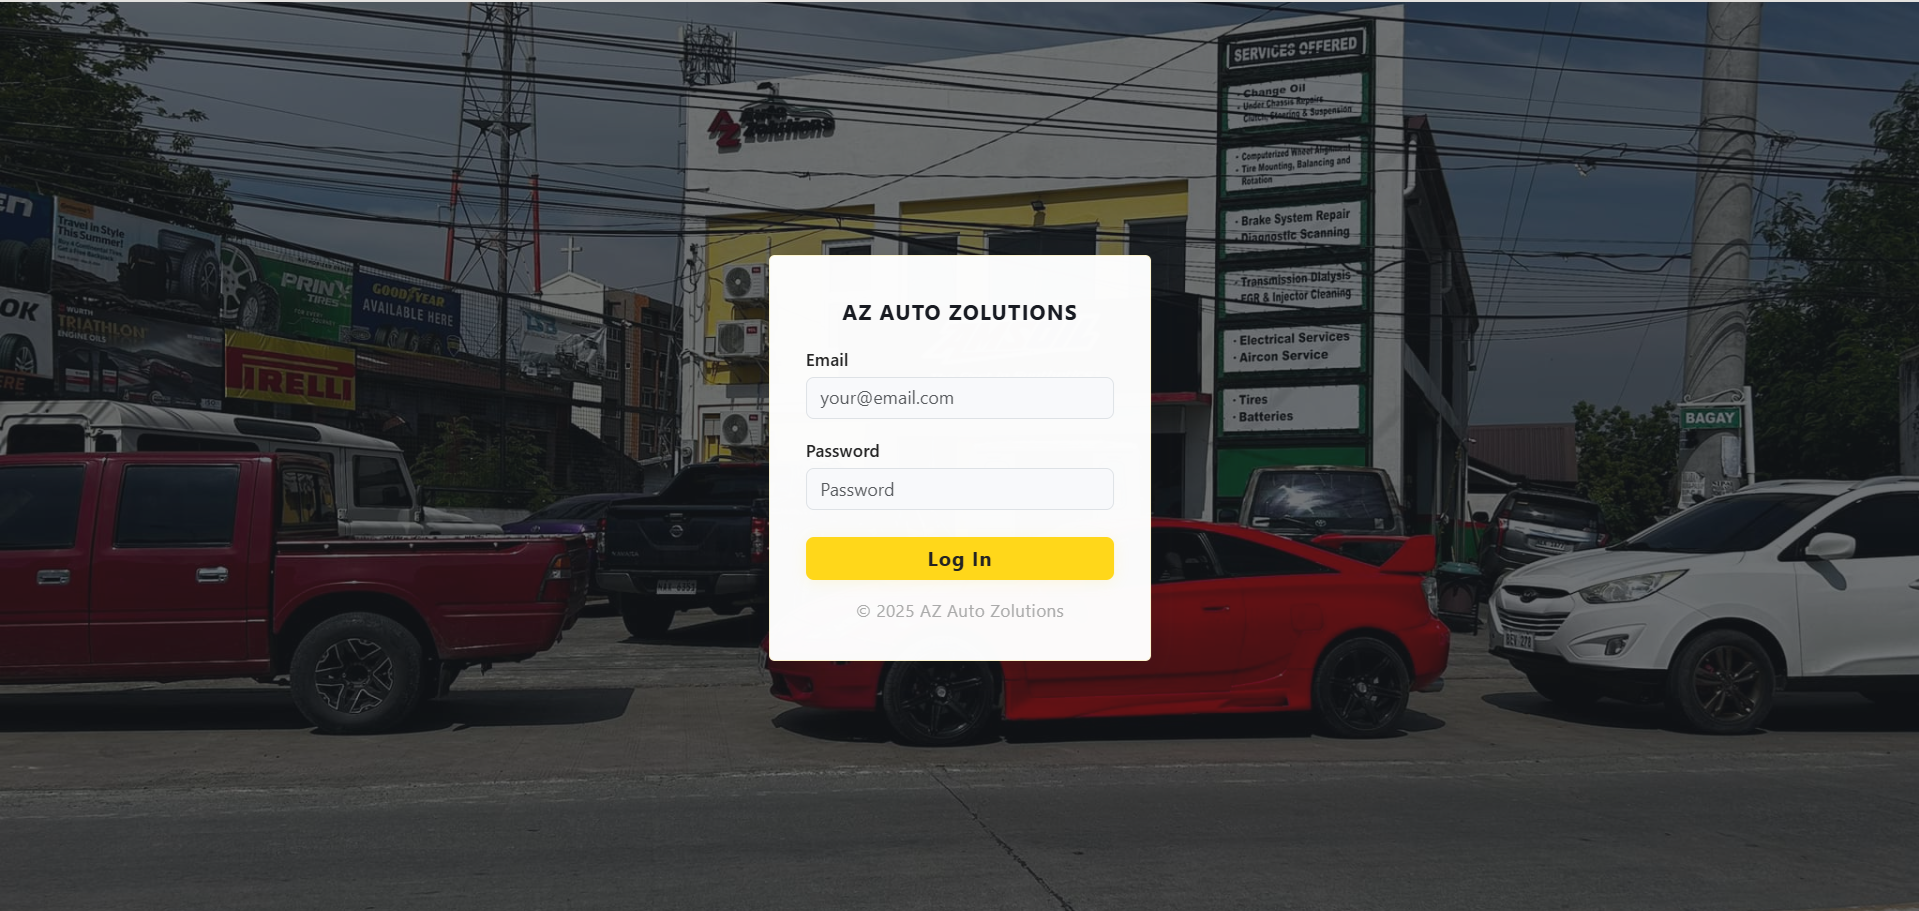 SERVICES OFFERED
· Change Oil
· Under Chassis Repairs
Clutch, Steering & Suspension
· Computerized Wheel Alignment
· Tire Mounting, Balancing and
Rotation
· Brake System Repair
· Diagnostic Scanning
· Transmission Dialysis
EGR & Injector Cleaning
· Electrical Services
· Aircon Service
· Tires
· Batteries
AZ Auto
Zolutions
Travel in Style
This Summer!
PRINX
TIRES
GOODYEAR
AVAILABLE HERE
OK
WURTH
TRIATHLON
ENGINE OILS
ERE
PIRELLI
BAGAY
AZ AUTO ZOLUTIONS
Email
your@email.com
Password
Password
Log In
© 2025 AZ Auto Zolutions